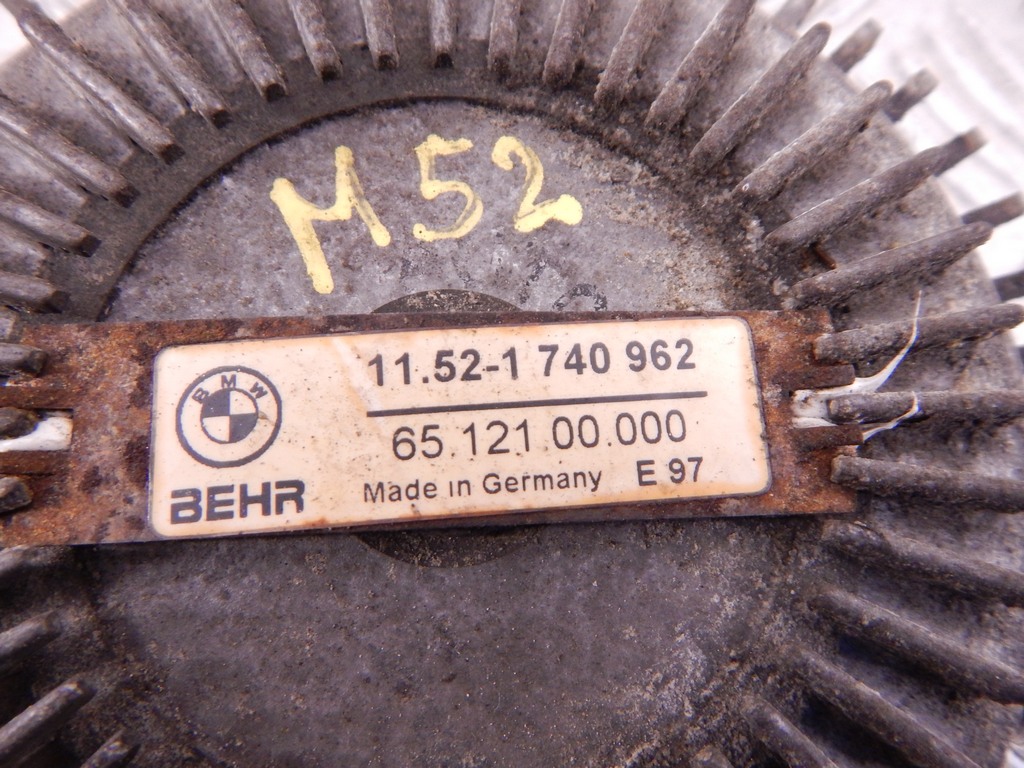 M52
11.52-1 740 962
BMW
65.121.00.000
BEHR
Made in Germany E 97